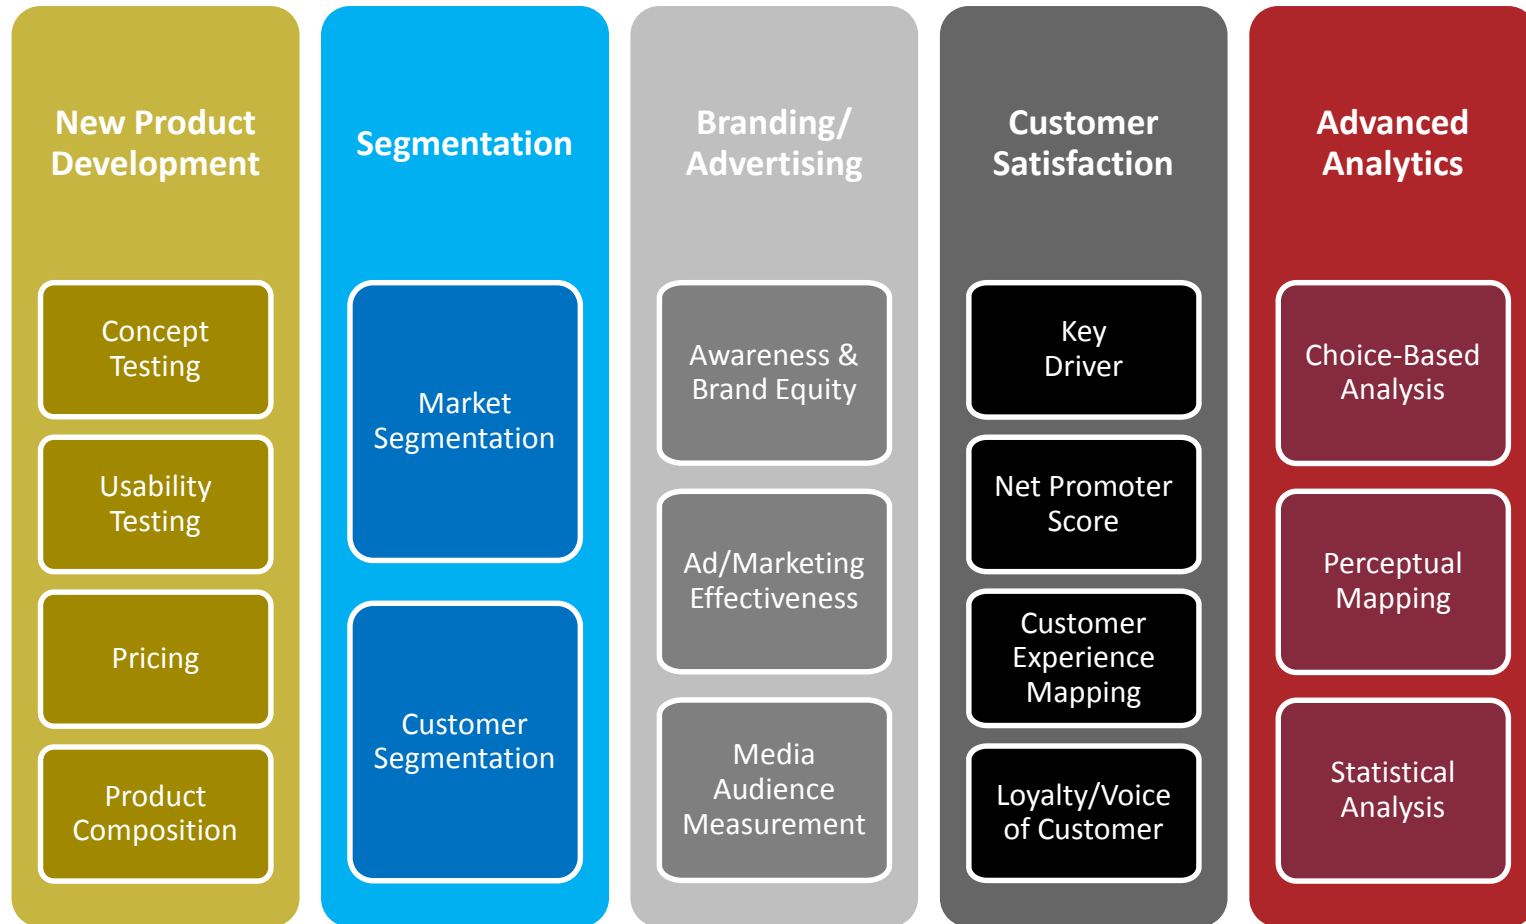 New Product
Development
Concept
Testing
Usability
Testing
Pricing
Product
Composition
Segmentation
Market
Segmentation
Customer
Segmentation
Branding/
Advertising
Awareness &
Brand Equity
Ad/Marketing
Effectiveness
Media
Audience
Measurement
Customer
Satisfaction
Key
Driver
Net Promoter
Score
Customer
Experience
Mapping
Loyalty/Voice
of Customer
Advanced
Analytics
Choice-Based
Analysis
Perceptual
Mapping
Statistical
Analysis